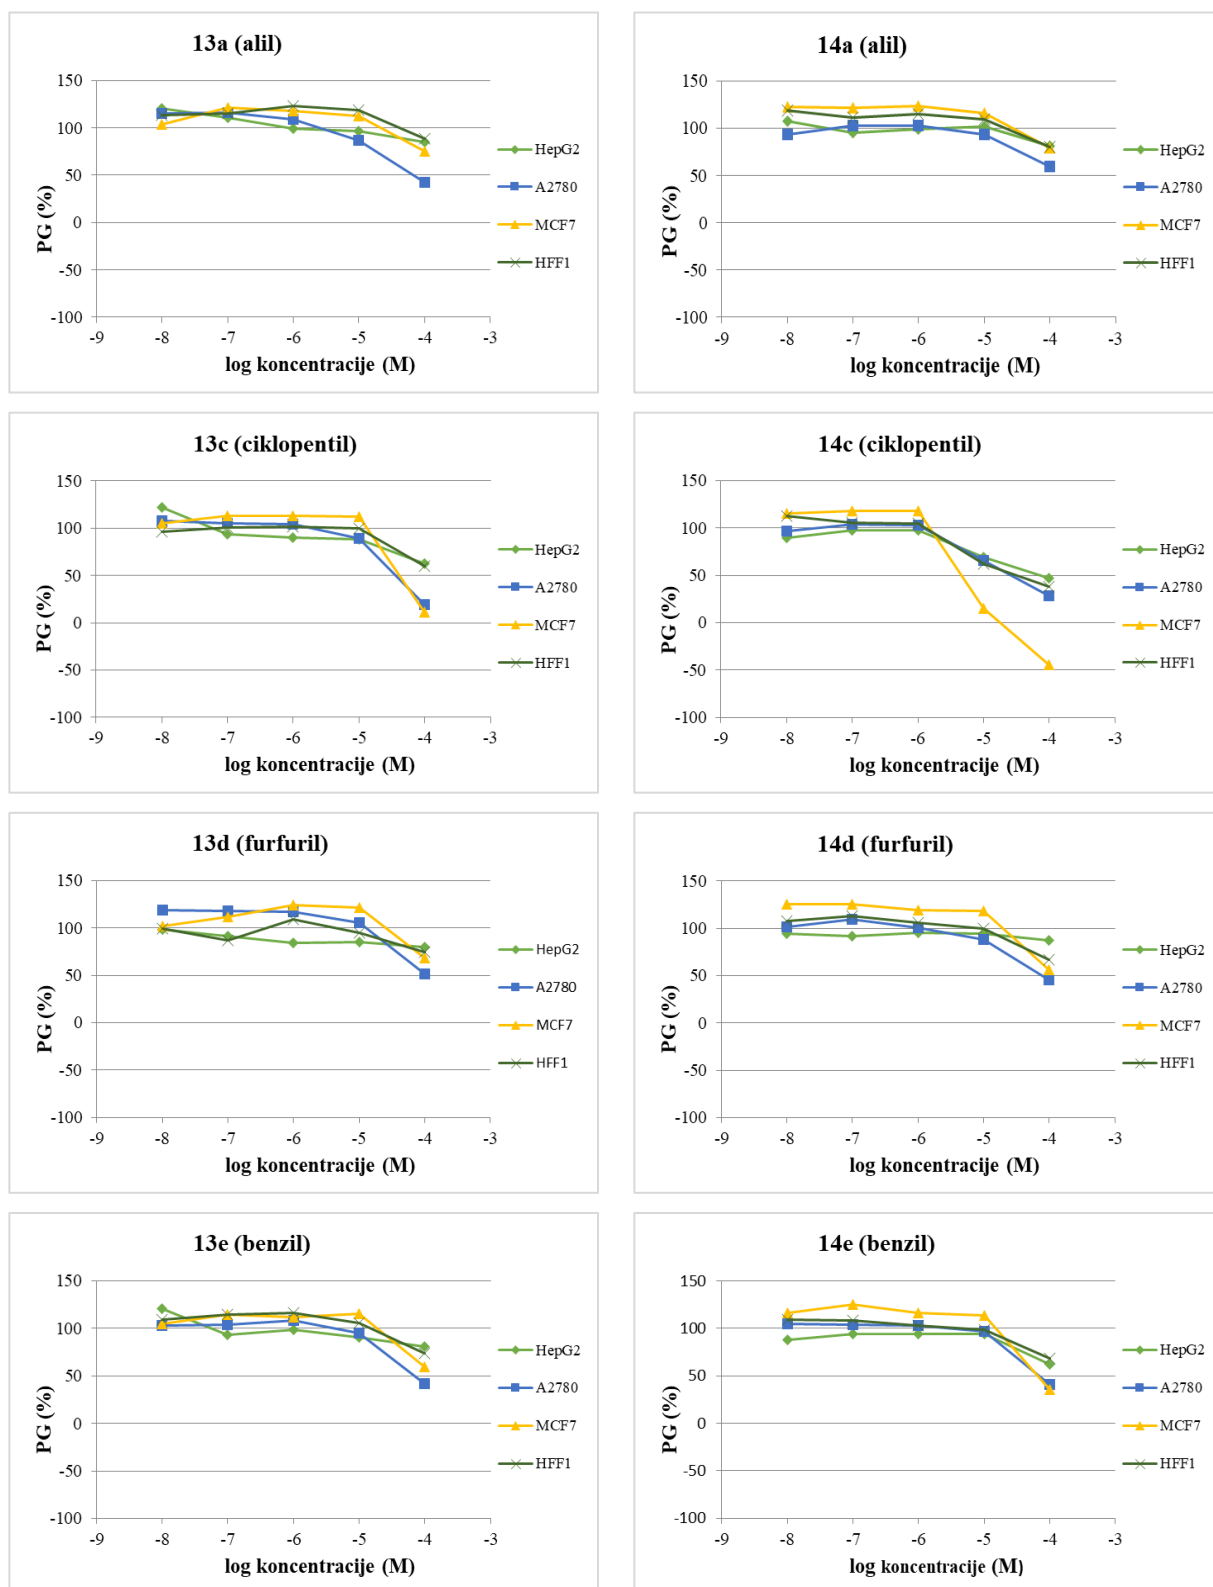 13a (alil)
150
100
50
0
-50
-100
-9 -8 -7 -6 -5 -4 -3
PG (%)
log koncentracije (M)
HepG2
A2780
MCF7
HFF1
14a (alil)
150
100
50
0
-50
-100
-9 -8 -7 -6 -5 -4 -3
PG (%)
log koncentracije (M)
HepG2
A2780
MCF7
HFF1
13c (ciklopentil)
150
100
50
0
-50
-100
-9 -8 -7 -6 -5 -4 -3
PG (%)
log koncentracije (M)
HepG2
A2780
MCF7
HFF1
14c (ciklopentil)
150
100
50
0
-50
-100
-9 -8 -7 -6 -5 -4 -3
PG (%)
log koncentracije (M)
HepG2
A2780
MCF7
HFF1
13d (furfuril)
150
100
50
0
-50
-100
-9 -8 -7 -6 -5 -4 -3
PG (%)
log koncentracije (M)
HepG2
A2780
MCF7
HFF1
14d (furfuril)
150
100
50
0
-50
-100
-9 -8 -7 -6 -5 -4 -3
PG (%)
log koncentracije (M)
HepG2
A2780
MCF7
HFF1
13e (benzil)
150
100
50
0
-50
-100
-9 -8 -7 -6 -5 -4 -3
PG (%)
log koncentracije (M)
HepG2
A2780
MCF7
HFF1
14e (benzil)
150
100
50
0
-50
-100
-9 -8 -7 -6 -5 -4 -3
PG (%)
log koncentracije (M)
HepG2
A2780
MCF7
HFF1